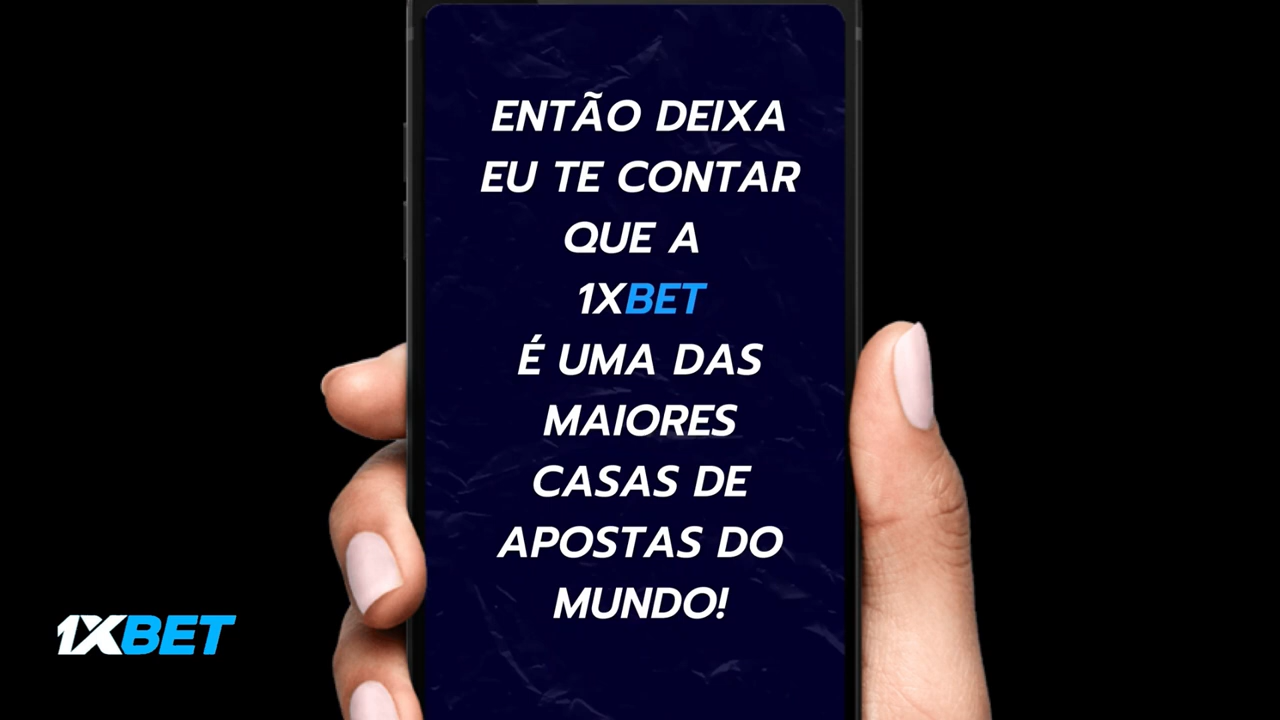 ENTÃO DEIXA
EU TE CONTAR
QUE A
1XBET
É UMA DAS
MAIORES
CASAS DE
APOSTAS DO
MUNDO!
1XBET